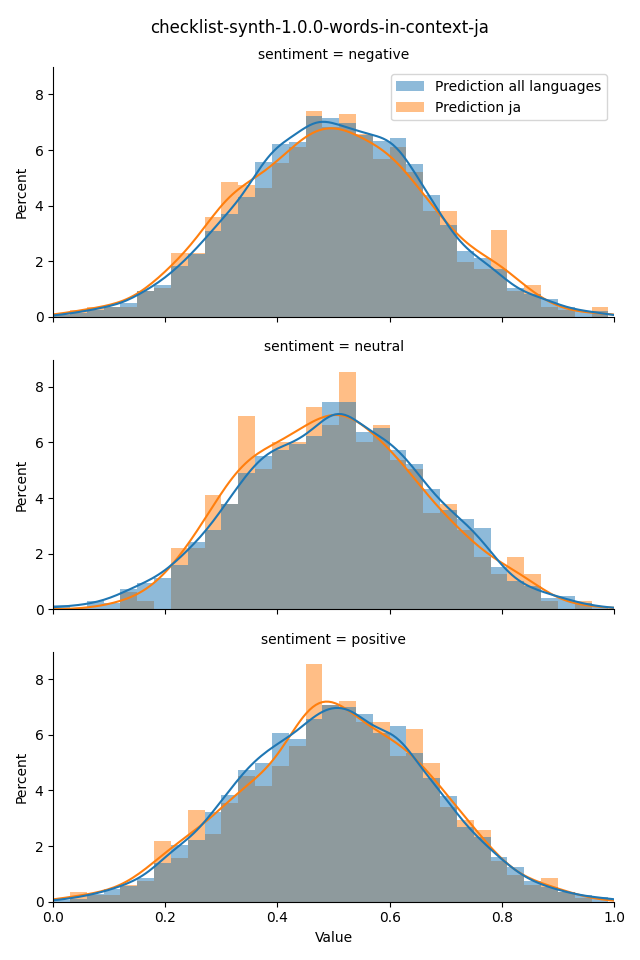 checklist-synth-1.0.0-words-in-context-ja
sentiment = negative
Prediction all languages
Prediction ja
Percent
8
6
4
2
0
sentiment = neutral
Percent
8
6
4
2
0
sentiment = positive
Percent
8
6
4
2
0
0.0 0.2 0.4 0.6 0.8 1.0
Value